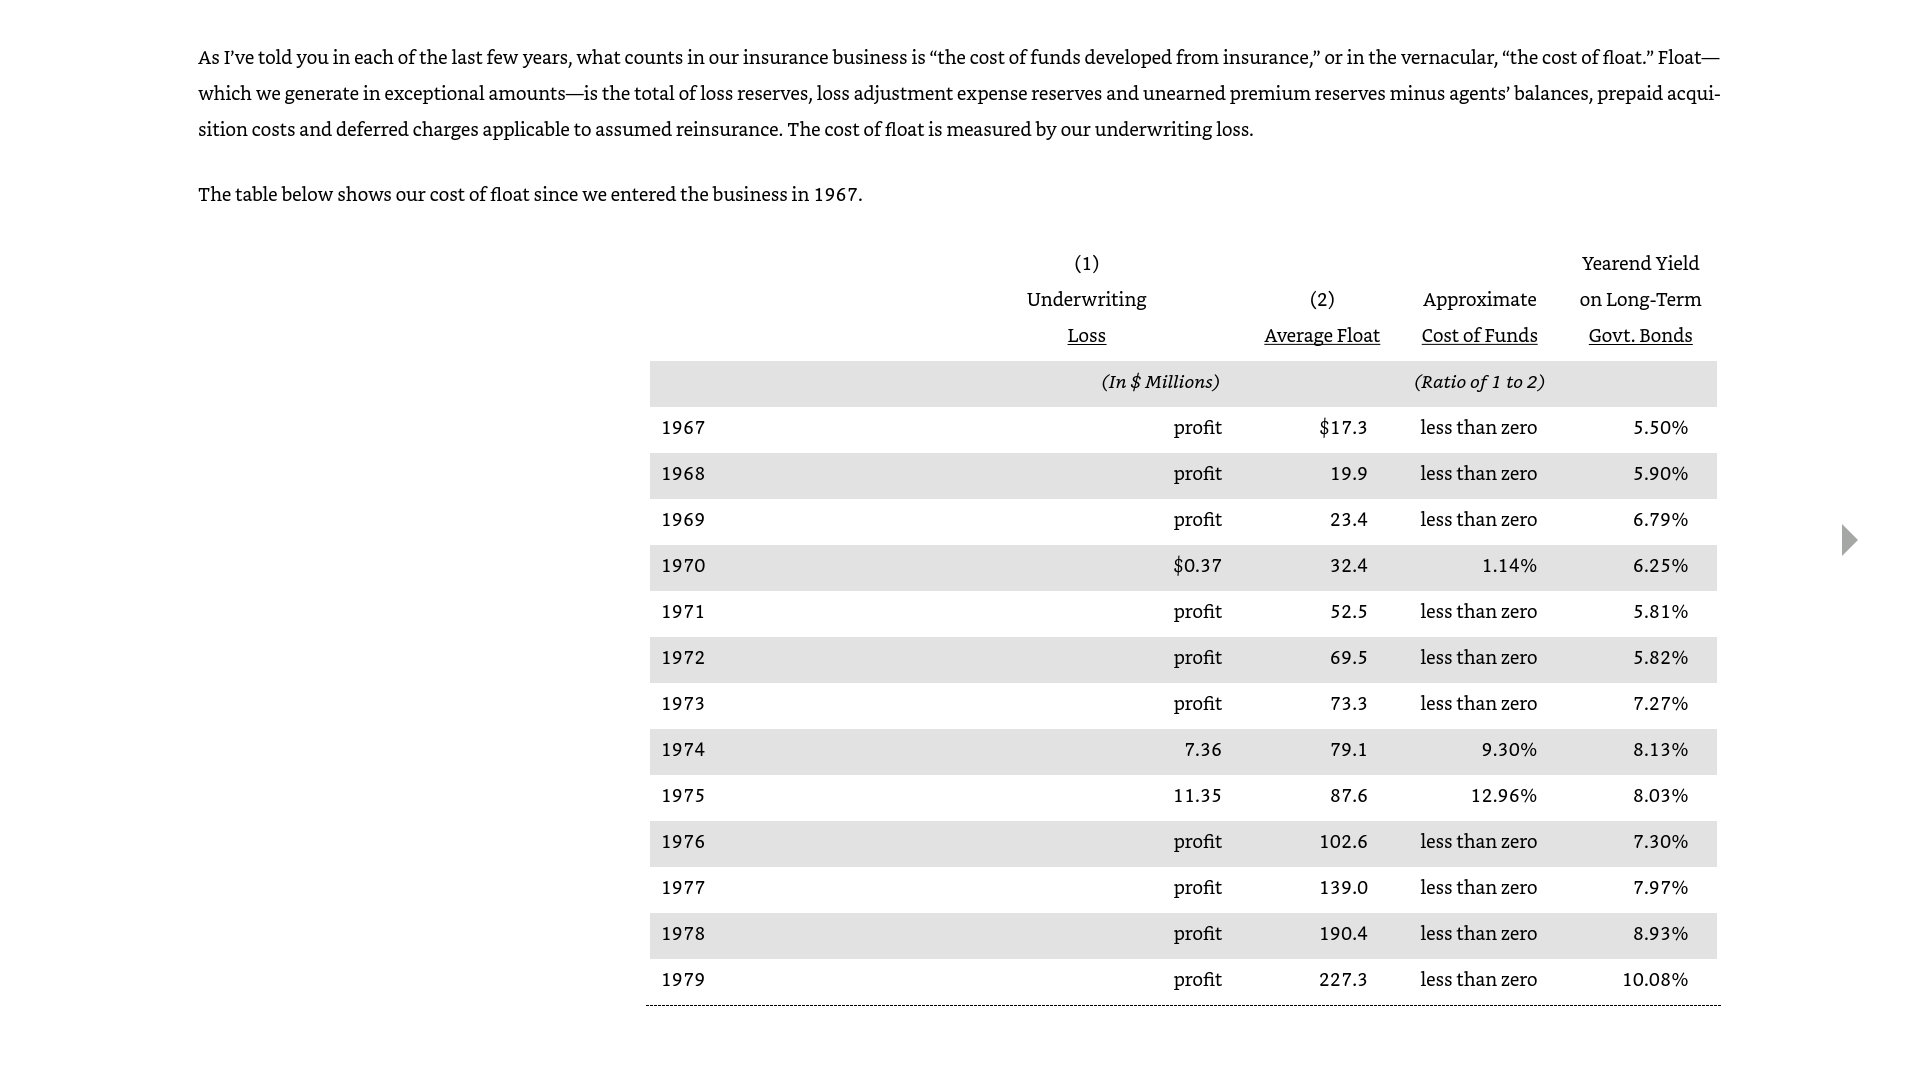 As I’ve told you in each of the last few years, what counts in our insurance business is “the cost of funds developed from insurance,” or in the vernacular, “the cost of float.” Float—
which we generate in exceptional amounts—is the total of loss reserves, loss adjustment expense reserves and unearned premium reserves minus agents’ balances, prepaid acqui-
sition costs and deferred charges applicable to assumed reinsurance. The cost of float is measured by our underwriting loss.
The table below shows our cost of float since we entered the business in 1967.
(1) Yearend Yield
Underwriting (2) Approximate on Long-Term
Loss Average Float Cost of Funds Govt. Bonds
(In $ Millions) (Ratio of 1 to 2)
1967 profit $17.3 less than zero 5.50%
1968 profit 19.9 less than zero 5.90%
1969 profit 23.4 less than zero 6.79%
1970 $0.37 32.4 1.14% 6.25%
1971 profit 52.5 less than zero 5.81%
1972 profit 69.5 less than zero 5.82%
1973 profit 73.3 less than zero 7.27%
1974 7.36 79.1 9.30% 8.13%
1975 11.35 87.6 12.96% 8.03%
1976 profit 102.6 less than zero 7.30%
1977 profit 139.0 less than zero 7.97%
1978 profit 190.4 less than zero 8.93%
1979 profit 227.3 less than zero 10.08%